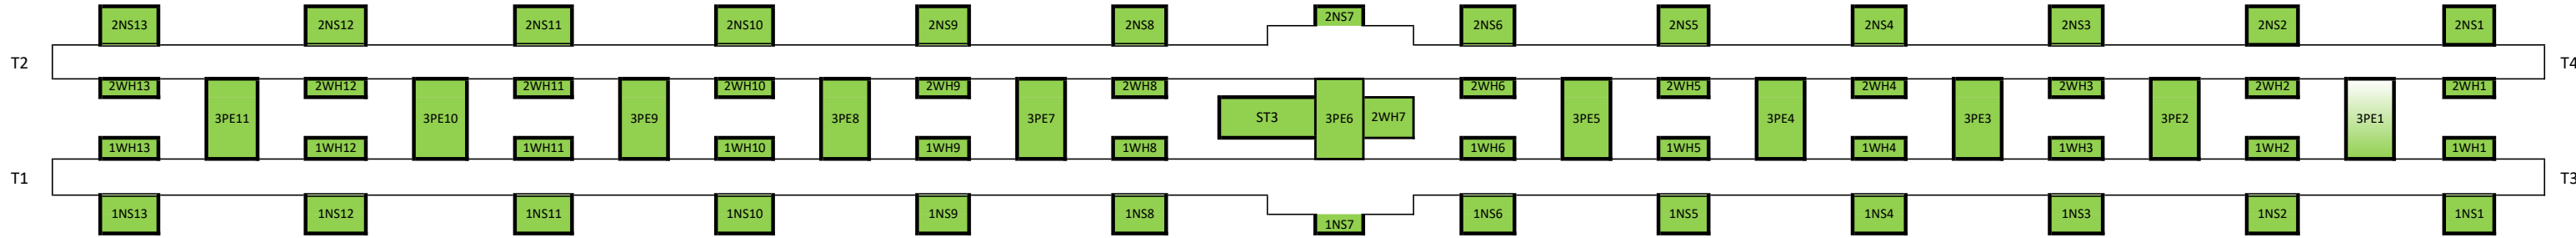 2NS13 2NS12 2NS11 2NS10 2NS9 2NS8 2NS7 2NS6 2NS5 2NS4 2NS3 2NS2 2NS1
T2 T4
2WH13 2WH12 2WH11 2WH10 2WH9 2WH8 2WH6 2WH5 2WH4 2WH3 2WH2 2WH1
3PE11 3PE10 3PE9 3PE8 3PE7 ST3 3PE6 2WH7 3PE5 3PE4 3PE3 3PE2 3PE1
1WH13 1WH12 1WH11 1WH10 1WH9 1WH8 1WH6 1WH5 1WH4 1WH3 1WH2 1WH1
T1 T3
1NS13 1NS12 1NS11 1NS10 1NS9 1NS8 1NS7 1NS6 1NS5 1NS4 1NS3 1NS2 1NS1